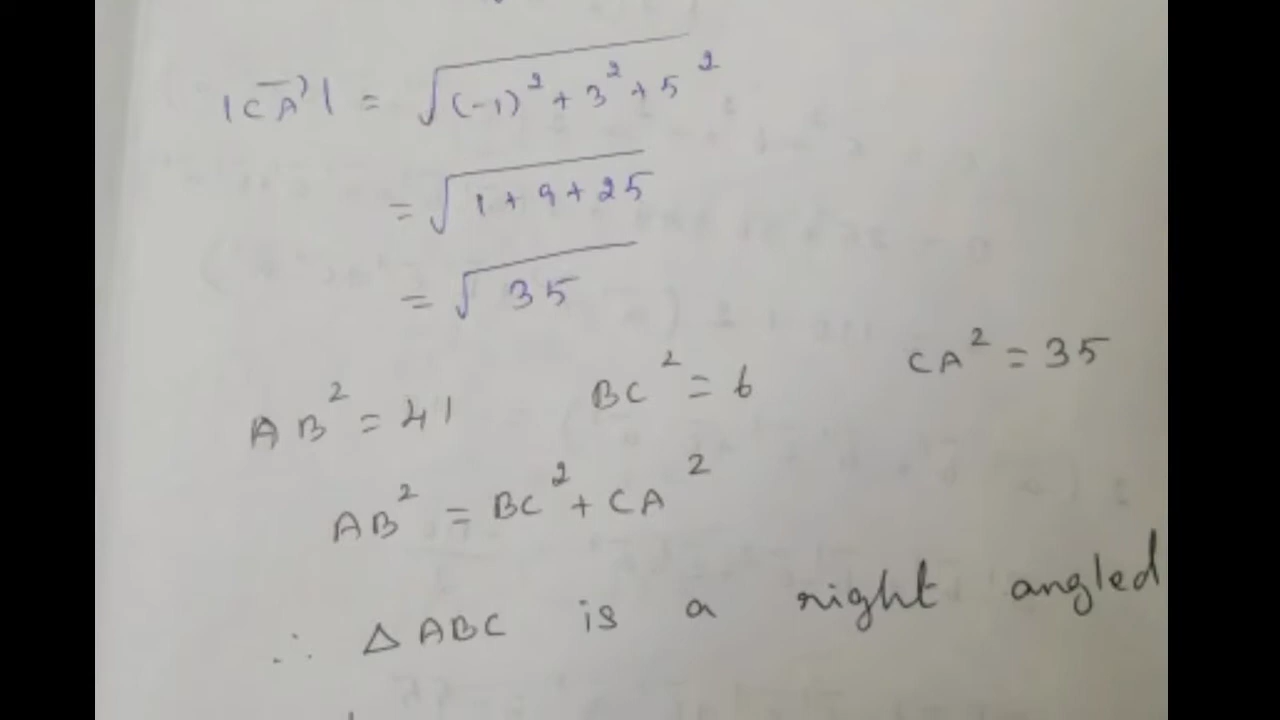 |CA⃗| = √(-1)² + 3² + 5²
= √1 + 9 + 25
= √35
AB² = 41 BC² = 6 CA² = 35
AB² = BC² + CA²
∴ △ABC is a right angled